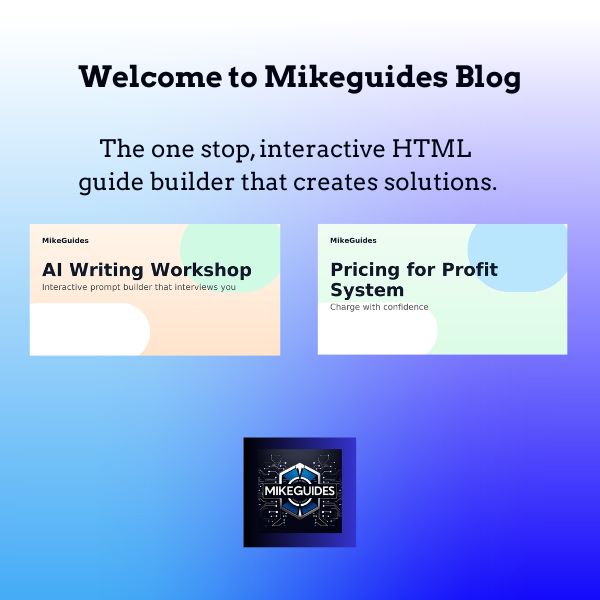 Welcome to Mikeguides Blog
The one stop, interactive HTML
guide builder that creates solutions.
MikeGuides
AI Writing Workshop
Interactive prompt builder that interviews you
MikeGuides
Pricing for Profit
System
Charge with confidence
MIKEGUIDES